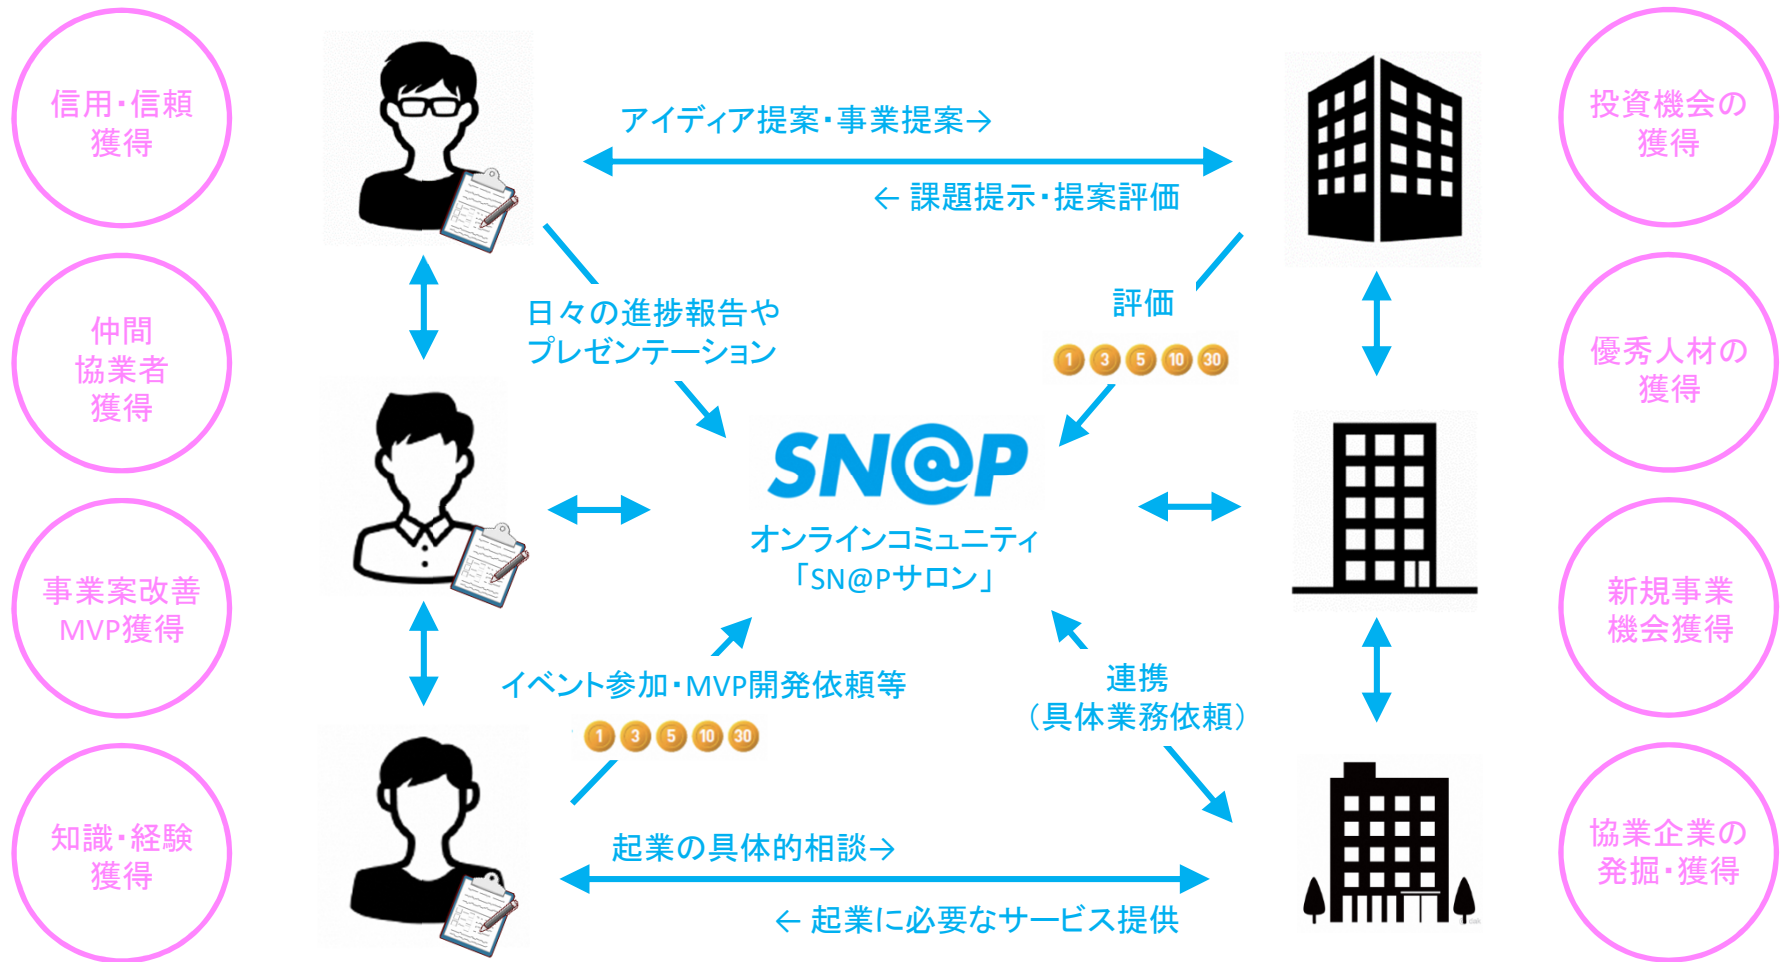 信用・信頼
獲得
仲間
協業者
獲得
事業案改善
MVP獲得
知識・経験
獲得
アイディア提案・事業提案→
← 課題提示・提案評価
日々の進捗報告や
プレゼンテーション
評価
1 3 5 10 30
SN@P
オンラインコミュニティ
「SN@Pサロン」
イベント参加・MVP開発依頼等
1 3 5 10 30
連携
（具体業務依頼）
起業の具体的相談→
← 起業に必要なサービス提供
投資機会の
獲得
優秀人材の
獲得
新規事業
機会獲得
協業企業の
発掘・獲得